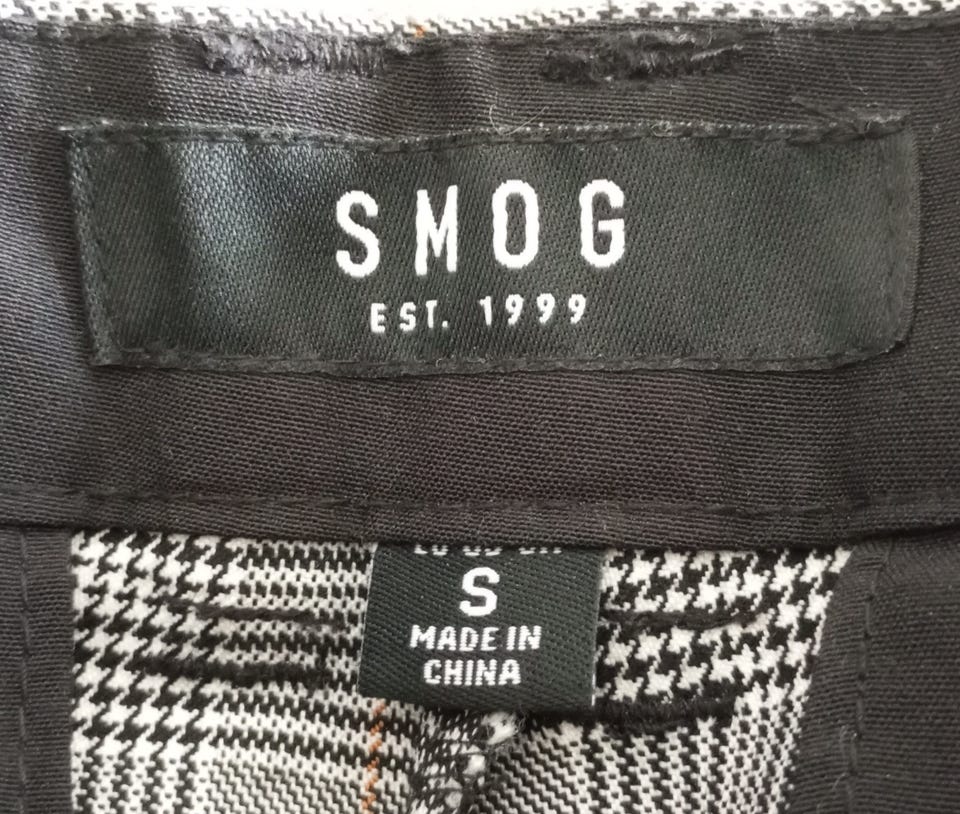 SMOG
EST. 1999
S
MADE IN
CHINA